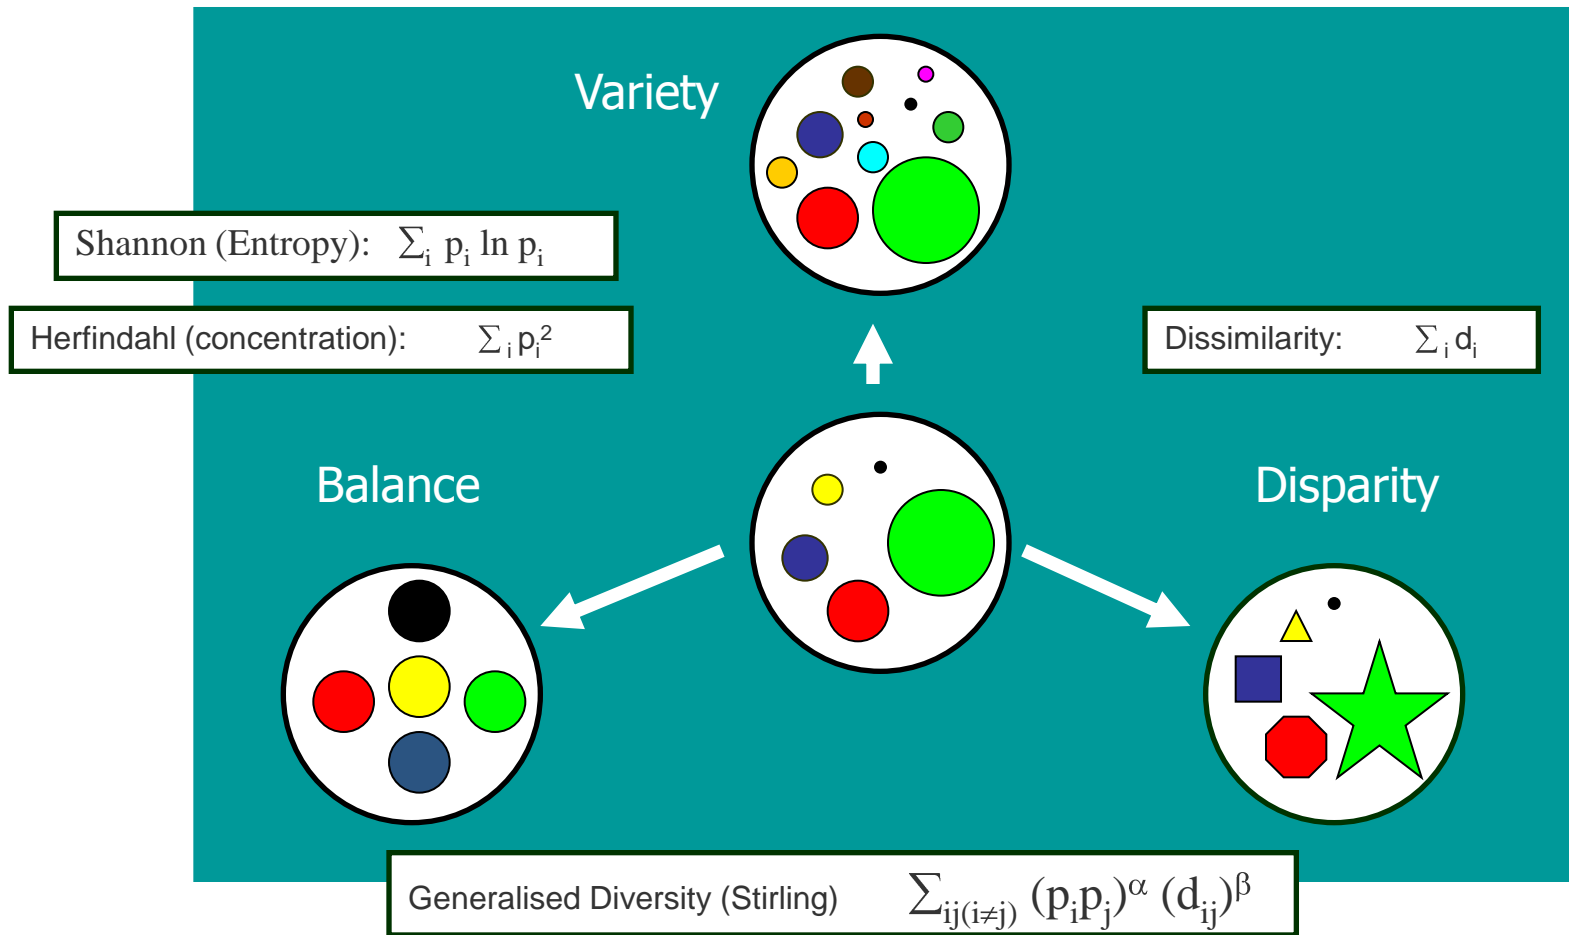 Variety
Shannon (Entropy): ∑i pi ln pi
Herfindahl (concentration): ∑i pi²
Dissimilarity: ∑i di
Balance
Disparity
Generalised Diversity (Stirling) ∑ij(i≠j) (pipj)^α (dij)^β